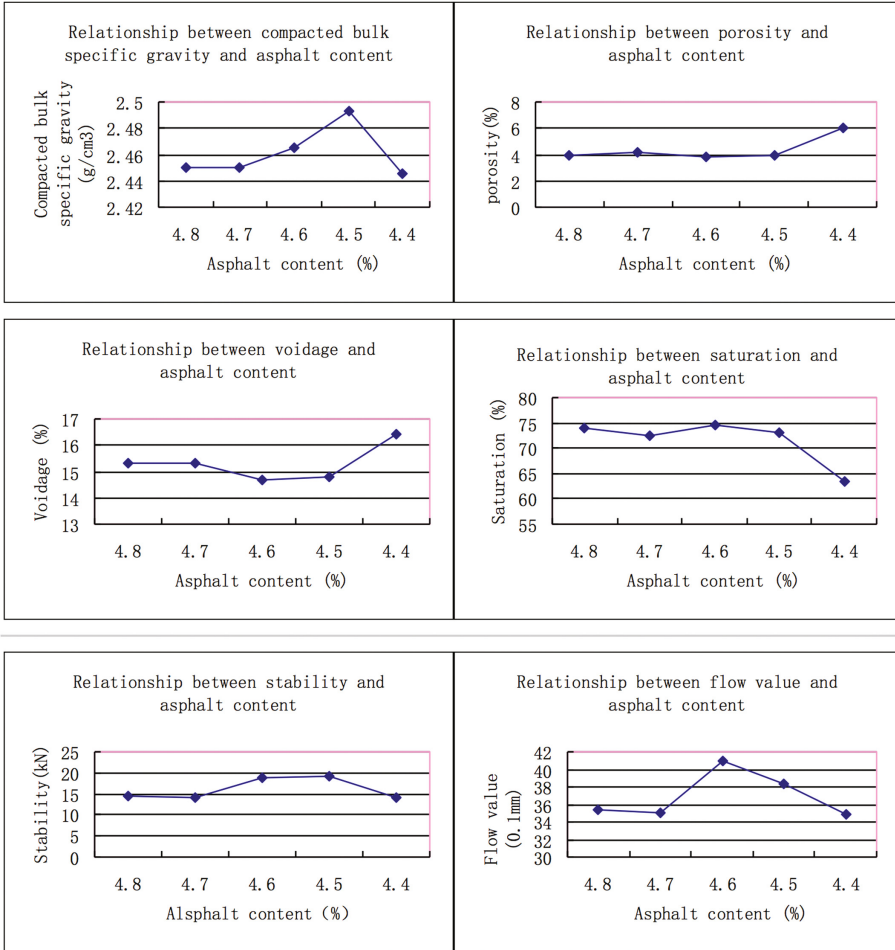 Relationship between compacted bulk
specific gravity and asphalt content
Compacted bulk
specific gravity
(g/cm3)
2.5
2.48
2.46
2.44
2.42
4.8 4.7 4.6 4.5 4.4
Asphalt content (%)
Relationship between porosity and
asphalt content
porosity(%)
8
6
4
2
0
4.8 4.7 4.6 4.5 4.4
Asphalt content (%)
Relationship between voidage and
asphalt content
Voidage (%)
17
16
15
14
13
4.8 4.7 4.6 4.5 4.4
Asphalt content (%)
Relationship between saturation and
asphalt content
Saturation (%)
80
75
70
65
60
55
4.8 4.7 4.6 4.5 4.4
Asphalt content (%)
Relationship between stability and
asphalt content
Stability(kN)
25
20
15
10
5
0
4.8 4.7 4.6 4.5 4.4
Alsphalt content (%)
Relationship between flow value and
asphalt content
Flow value
(0.1mm)
42
40
38
36
34
32
30
4.8 4.7 4.6 4.5 4.4
Asphalt content (%)